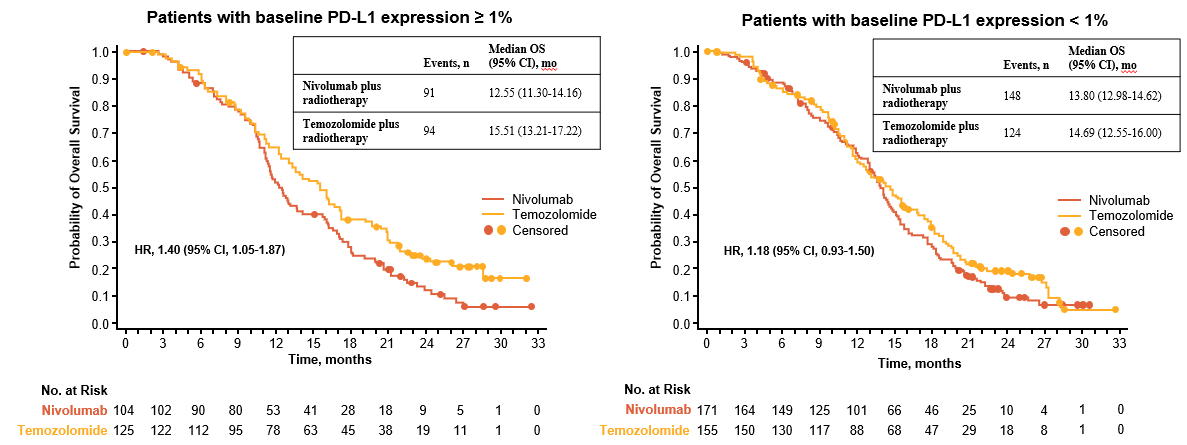 Patients with baseline PD-L1 expression ≥ 1%
Events, n
Median OS
(95% CI), mo
Nivolumab plus
radiotherapy
91
12.55 (11.30-14.16)
Temozolomide plus
radiotherapy
94
15.51 (13.21-17.22)
Probability of Overall Survival
1.0
0.9
0.8
0.7
0.6
0.5
0.4
0.3
0.2
0.1
0.0
Nivolumab
Temozolomide
Censored
HR, 1.40 (95% CI, 1.05-1.87)
0 3 6 9 12 15 18 21 24 27 30 33
Time, months
No. at Risk
Nivolumab 104 102 90 80 53 41 28 18 9 5 1 0
Temozolomide 125 122 112 95 78 63 45 38 19 11 1 0
Patients with baseline PD-L1 expression < 1%
Events, n
Median OS
(95% CI), mo
Nivolumab plus
radiotherapy
148
13.80 (12.98-14.62)
Temozolomide plus
radiotherapy
124
14.69 (12.55-16.00)
Probability of Overall Survival
1.0
0.9
0.8
0.7
0.6
0.5
0.4
0.3
0.2
0.1
0.0
Nivolumab
Temozolomide
Censored
HR, 1.18 (95% CI, 0.93-1.50)
0 3 6 9 12 15 18 21 24 27 30 33
Time, months
No. at Risk
Nivolumab 171 164 149 125 101 66 46 25 10 4 1 0
Temozolomide 155 150 130 117 88 68 47 29 18 8 1 0